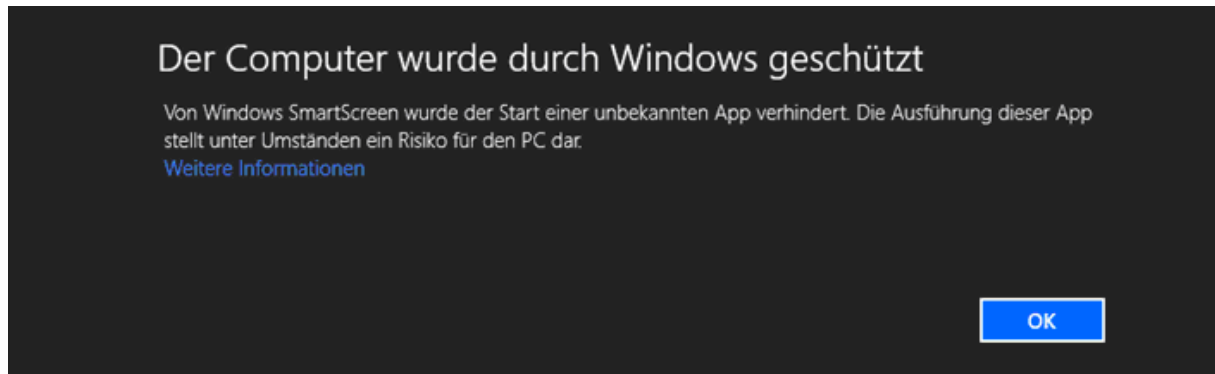 Der Computer wurde durch Windows geschützt
Von Windows SmartScreen wurde der Start einer unbekannten App verhindert. Die Ausführung dieser App
stellt unter Umständen ein Risiko für den PC dar.
Weitere Informationen
OK